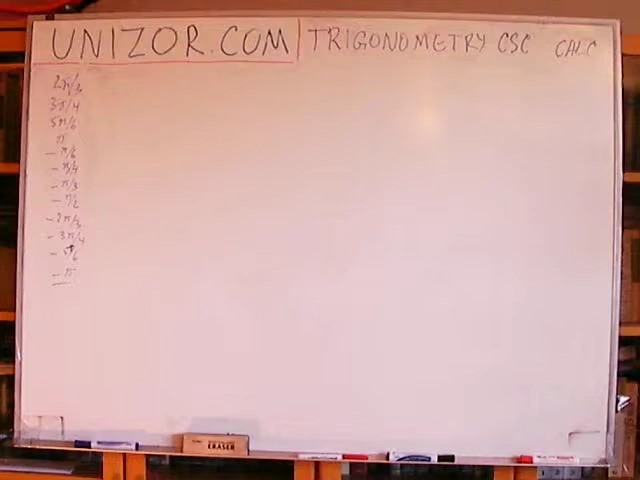 UNIZOR.COM TRIGONOMETRY CSC CALC
2π/3
3π/4
5π/6
π
- π/6
- π/4
- π/3
- π/2
- 2π/3
- 3π/4
- 5π/6
- π
ERASER